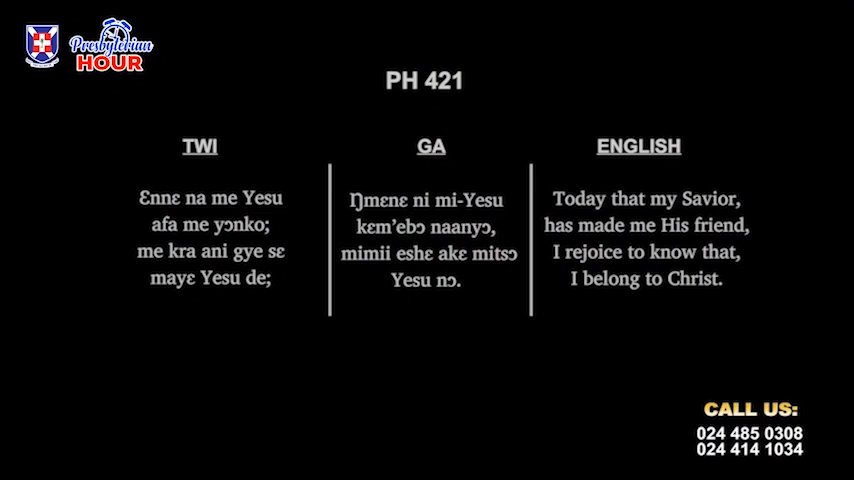 Presbyterian
HOUR
PH 421
TWI
Ɛnnɛ na me Yesu
afa me yɔnko;
me kra ani gye sɛ
mayɛ Yesu de;
GA
Ŋmɛnɛ ni mi-Yesu
kɛm’ebɔ naanyɔ,
mimii eshɛ akɛ mitsɔ
Yesu nɔ.
ENGLISH
Today that my Savior,
has made me His friend,
I rejoice to know that,
I belong to Christ.
CALL US:
024 485 0308
024 414 1034